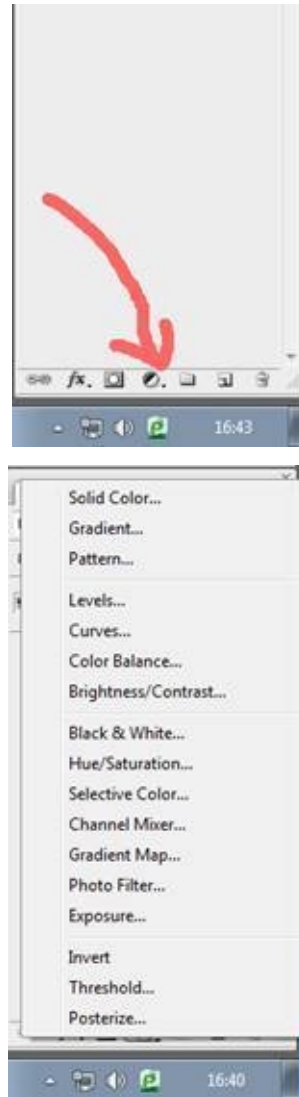 fx.
16:43
Solid Color...
Gradient...
Pattern...
Levels...
Curves...
Color Balance...
Brightness/Contrast...
Black & White...
Hue/Saturation...
Selective Color...
Channel Mixer...
Gradient Map...
Photo Filter...
Exposure...
Invert
Threshold...
Posterize...
16:40